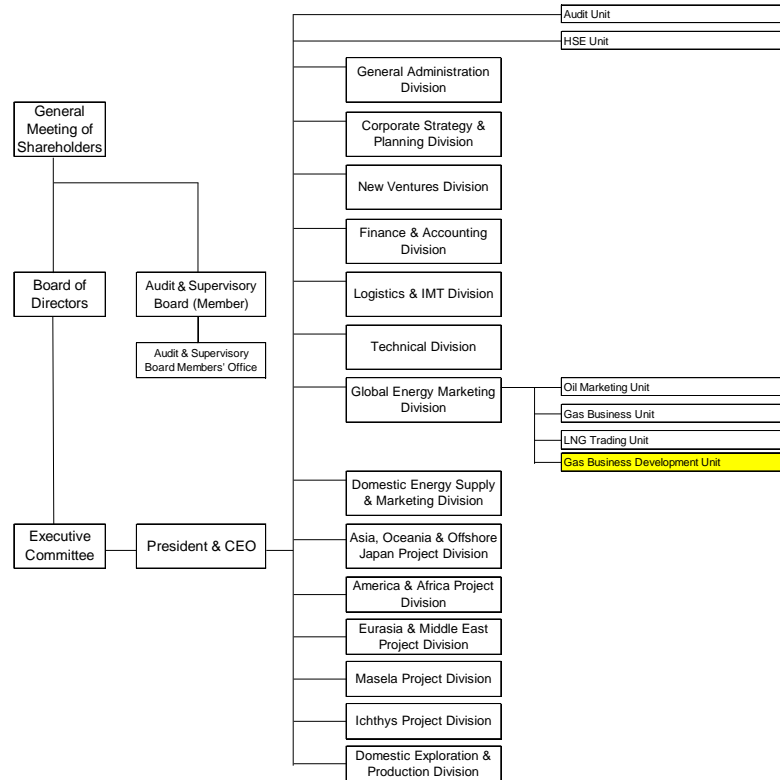 Audit Unit
HSE Unit
General Administration
Division
General
Meeting of
Shareholders
Corporate Strategy &
Planning Division
New Ventures Division
Finance & Accounting
Division
Board of
Directors
Audit & Supervisory
Board (Member)
Logistics & IMT Division
Audit & Supervisory
Board Members' Office
Technical Division
Global Energy Marketing
Division
Oil Marketing Unit
Gas Business Unit
LNG Trading Unit
Gas Business Development Unit
Domestic Energy Supply
& Marketing Division
Executive
Committee
President & CEO
Asia, Oceania & Offshore
Japan Project Division
America & Africa Project
Division
Eurasia & Middle East
Project Division
Masela Project Division
Ichthys Project Division
Domestic Exploration &
Production Division